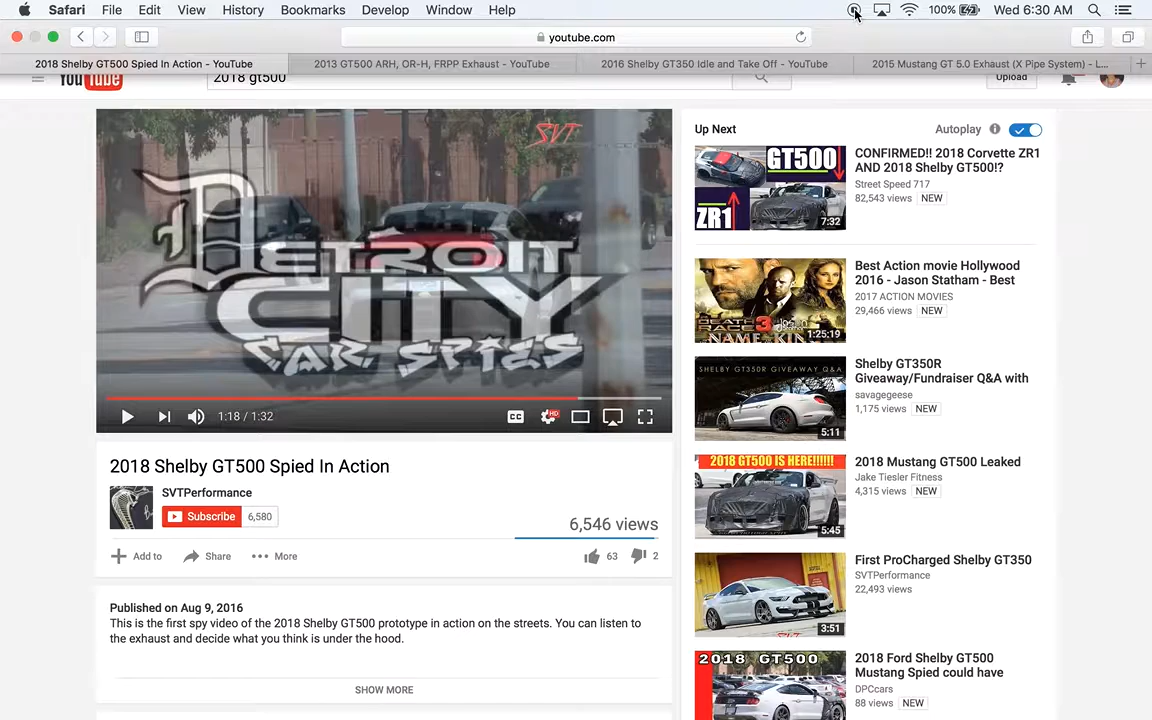 Safari File Edit View History Bookmarks Develop Window Help 100% Wed 6:30 AM
youtube.com
2018 Shelby GT500 Spied In Action - YouTube
2013 GT500 ARH, OR-H, FRPP Exhaust - YouTube
2016 Shelby GT350 Idle and Take Off - YouTube
2015 Mustang GT 5.0 Exhaust (X Pipe System) - L...
YouTube
2018 gt500
Upload
SVT
DETROIT
CITY
CAR SPIES
CC HD
1:18 / 1:32
2018 Shelby GT500 Spied In Action
SVTPerformance
Subscribe 6,580
6,546 views
Add to Share More 63 2
Published on Aug 9, 2016
This is the first spy video of the 2018 Shelby GT500 prototype in action on the streets. You can listen to
the exhaust and decide what you think is under the hood.
SHOW MORE
Up Next Autoplay
GT500
ZR1
7:32
CONFIRMED!! 2018 Corvette ZR1
AND 2018 Shelby GT500!?
Street Speed 717
82,543 views NEW
DEATH
RACE 3
1:25:19
Best Action movie Hollywood
2016 - Jason Statham - Best
2017 ACTION MOVIES
29,466 views NEW
SHELBY GT350R GIVEAWAY/FUNDRAISER Q&A
5:11
Shelby GT350R
Giveaway/Fundraiser Q&A with
savagegeese
1,175 views NEW
2018 GT500 IS HERE!!!!!!
5:45
2018 Mustang GT500 Leaked
Jake Tiesler Fitness
4,315 views NEW
3:51
First ProCharged Shelby GT350
SVTPerformance
22,493 views
2018 GT500
2018 Ford Shelby GT500
Mustang Spied could have
DPCcars
88 views NEW